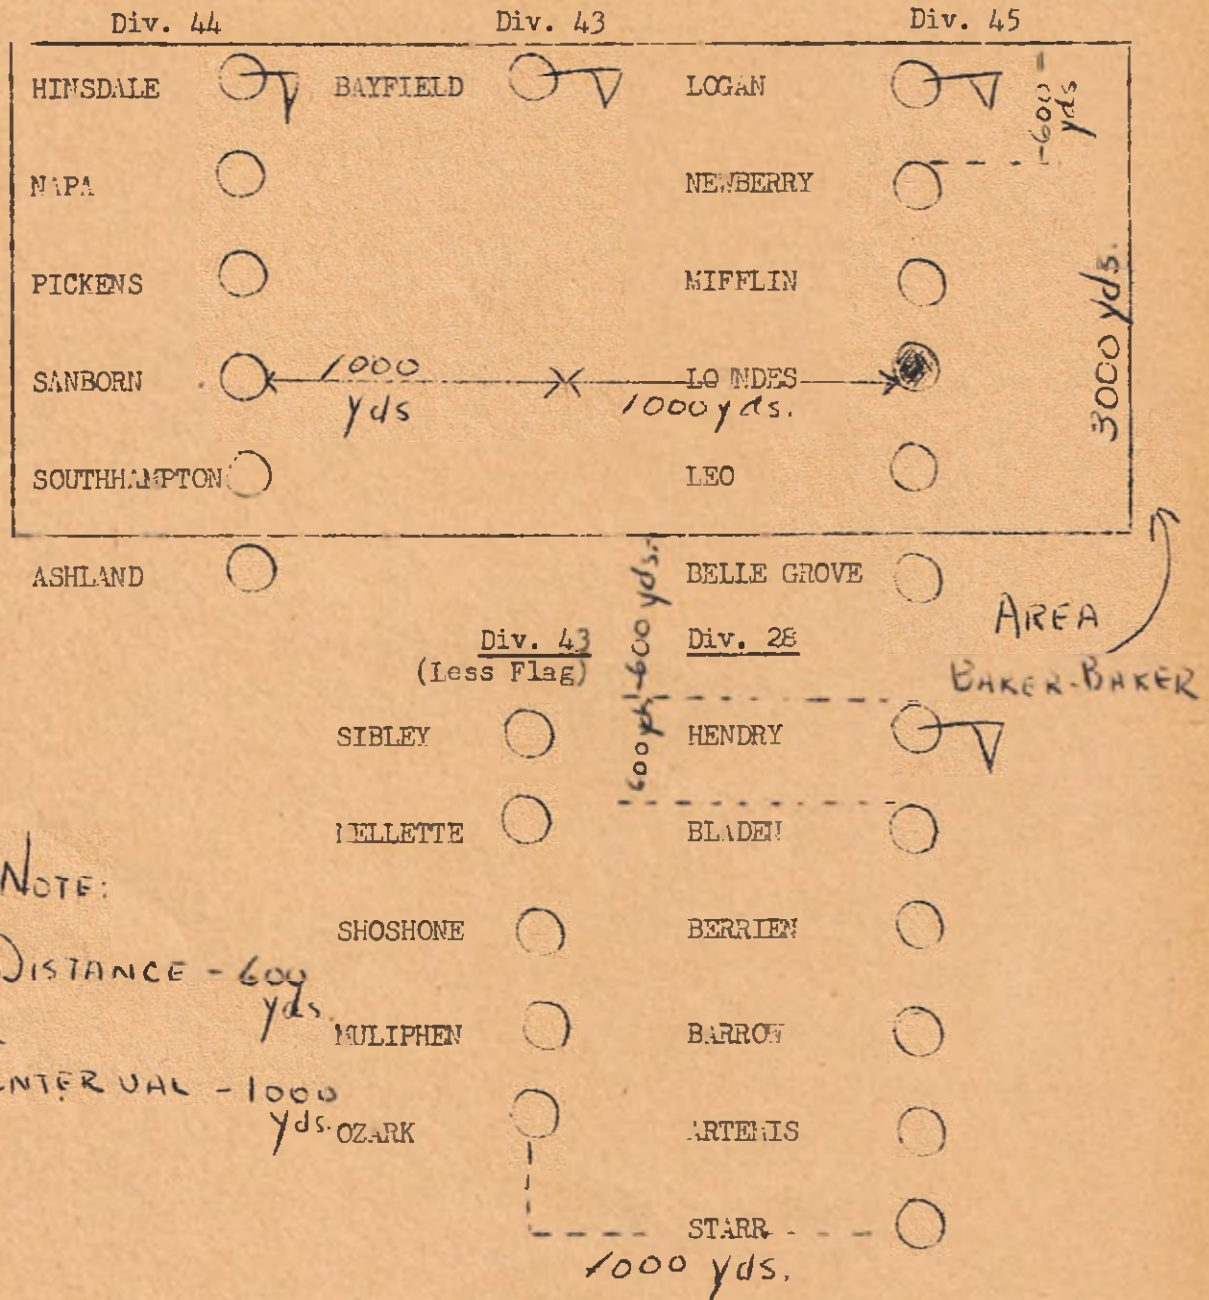 Div. 44 Div. 43 Div. 45
HINSDALE BAYFIELD LOGAN
600 yds
NAPA NEWBERRY
PICKENS MIFFLIN
3000 yds.
SANBORN 1000 yds LOWNDES 1000 yds.
SOUTHHAMPTON LEO
ASHLAND BELLE GROVE
600 yds.
AREA
BAKER-BAKER
Div. 43 Div. 28
(Less Flag)
SIBLEY HENDRY
600 yds
MELLETTE BLADEN
NOTE:
SHOSHONE BERRIEN
DISTANCE - 600
yds.
MULIPHEN BARROW
INTERVAL - 1000
yds.
OZARK ARTEMIS
STARR
1000 yds.